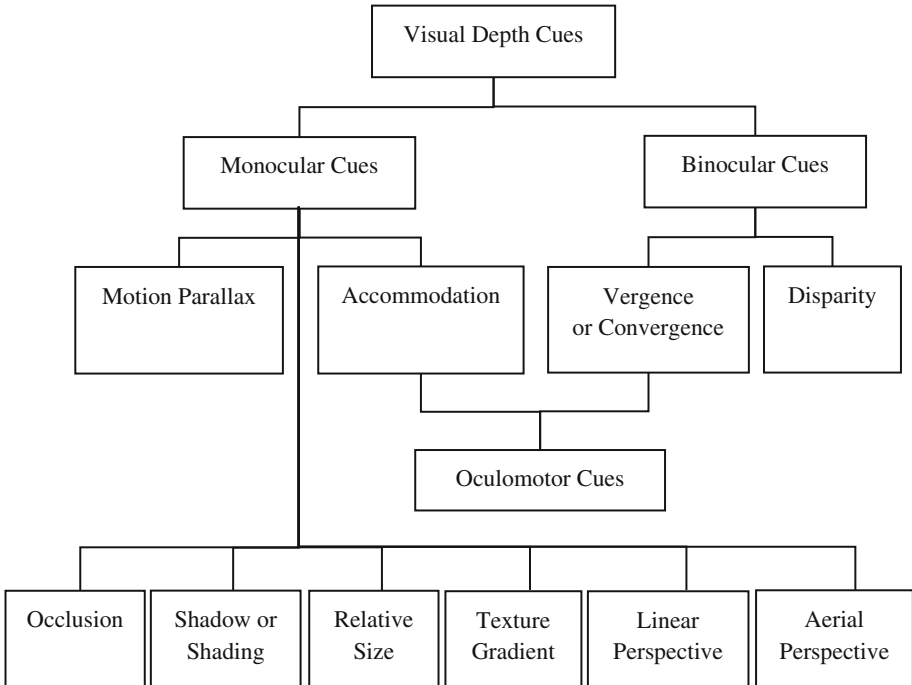 Visual Depth Cues
Monocular Cues
Binocular Cues
Motion Parallax
Accommodation
Vergence
or Convergence
Disparity
Oculomotor Cues
Occlusion
Shadow or
Shading
Relative
Size
Texture
Gradient
Linear
Perspective
Aerial
Perspective